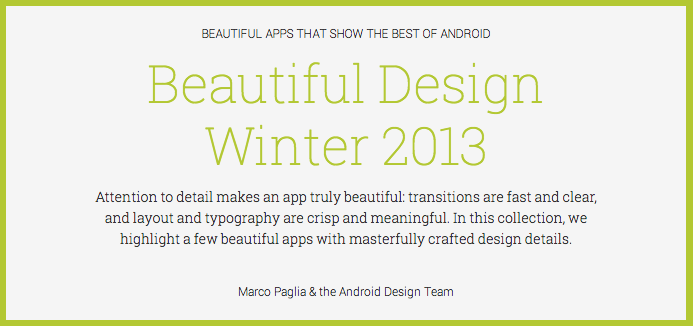 BEAUTIFUL APPS THAT SHOW THE BEST OF ANDROID
Beautiful Design
Winter 2013
Attention to detail makes an app truly beautiful: transitions are fast and clear,
and layout and typography are crisp and meaningful. In this collection, we
highlight a few beautiful apps with masterfully crafted design details.
Marco Paglia & the Android Design Team